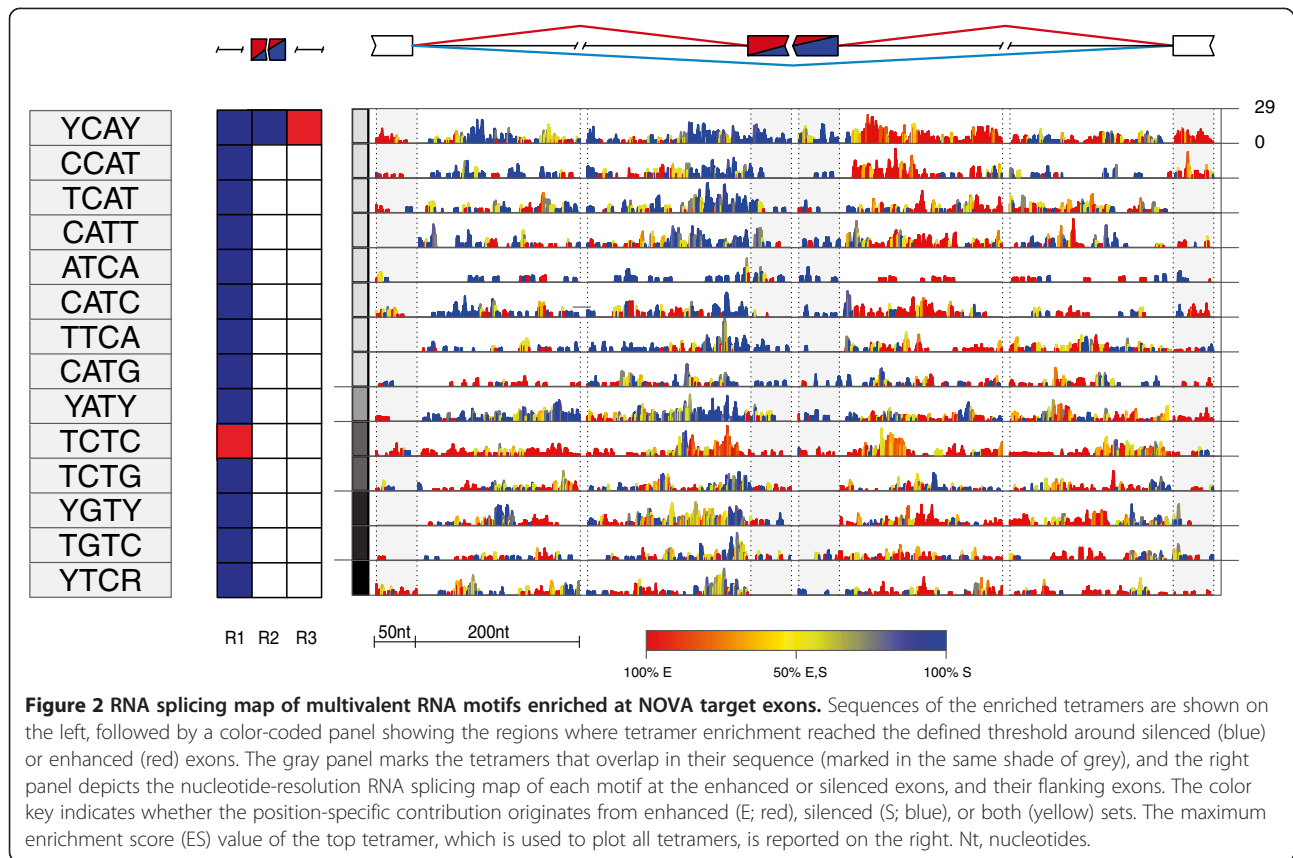 29
0
YCAY
CCAT
TCAT
CATT
ATCA
CATC
TTCA
CATG
YATY
TCTC
TCTG
YGTY
TGTC
YTCR
R1 R2 R3
50nt 200nt
100% E 50% E,S 100% S
Figure 2 RNA splicing map of multivalent RNA motifs enriched at NOVA target exons. Sequences of the enriched tetramers are shown on
the left, followed by a color-coded panel showing the regions where tetramer enrichment reached the defined threshold around silenced (blue)
or enhanced (red) exons. The gray panel marks the tetramers that overlap in their sequence (marked in the same shade of grey), and the right
panel depicts the nucleotide-resolution RNA splicing map of each motif at the enhanced or silenced exons, and their flanking exons. The color
key indicates whether the position-specific contribution originates from enhanced (E; red), silenced (S; blue), or both (yellow) sets. The maximum
enrichment score (ES) value of the top tetramer, which is used to plot all tetramers, is reported on the right. Nt, nucleotides.